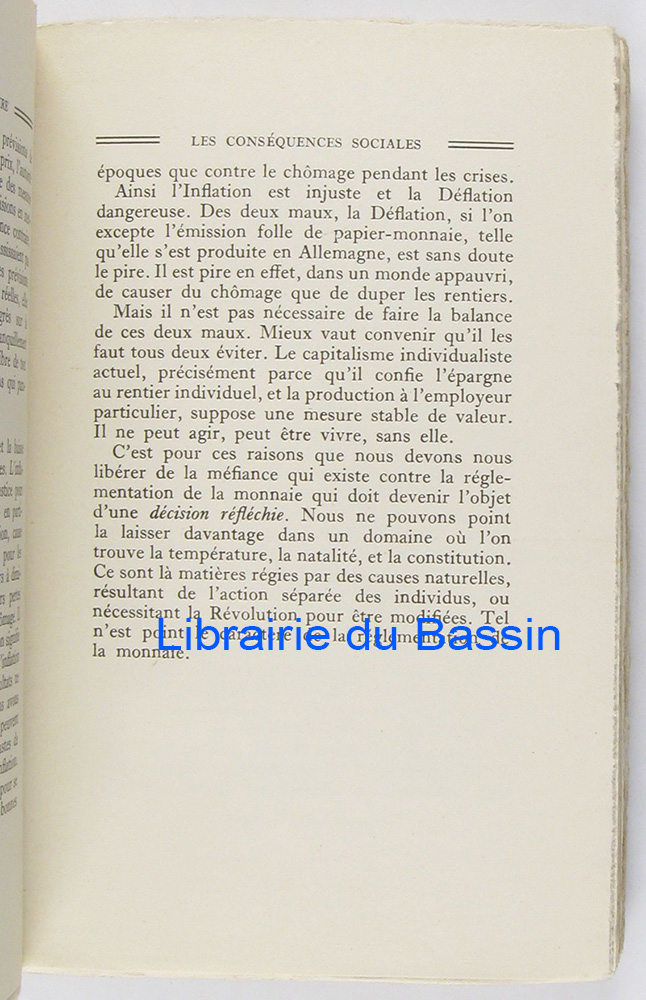 LES CONSÉQUENCES SOCIALES
époques que contre le chômage pendant les crises.
Ainsi l'Inflation est injuste et la Déflation
dangereuse. Des deux maux, la Déflation, si l'on
excepte l'émission folle de papier-monnaie, telle
qu'elle s'est produite en Allemagne, est sans doute
le pire. Il est pire en effet, dans un monde appauvri,
de causer du chômage que de duper les rentiers.
Mais il n'est pas nécessaire de faire la balance
de ces deux maux. Mieux vaut convenir qu'il les
faut tous deux éviter. Le capitalisme individualiste
actuel, précisément parce qu'il confie l'épargne
au rentier individuel, et la production à l'employeur
particulier, suppose une mesure stable de valeur.
Il ne peut agir, peut être vivre, sans elle.
C'est pour ces raisons que nous devons nous
libérer de la méfiance qui existe contre la régle-
mentation de la monnaie qui doit devenir l'objet
d'une décision réfléchie. Nous ne pouvons point
la laisser davantage dans un domaine où l'on
trouve la température, la natalité, et la constitution.
Ce sont là matières régies par des causes naturelles,
résultant de l'action séparée des individus, ou
nécessitant la Révolution pour être modifiées. Tel
n'est point le caractère de la réglementation de
la monnaie.
Librairie du Bassin